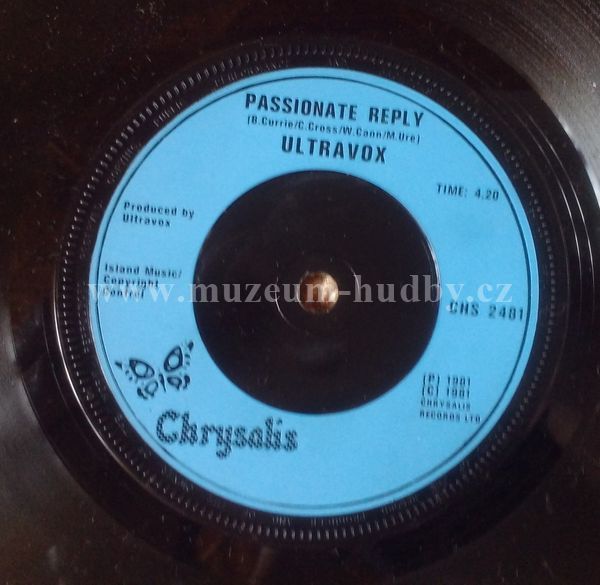 PASSIONATE REPLY
(B.Currie/C.Cross/W.Cann/M.Ure)
ULTRAVOX
TIME: 4.20
Produced by
Ultravox
Island Music/
Copyright
Control
www.muzeum-hudby.cz
CHS 2481
(P) 1981
(C) 1981
CHRYSALIS
RECORDS LTD
Chrysalis